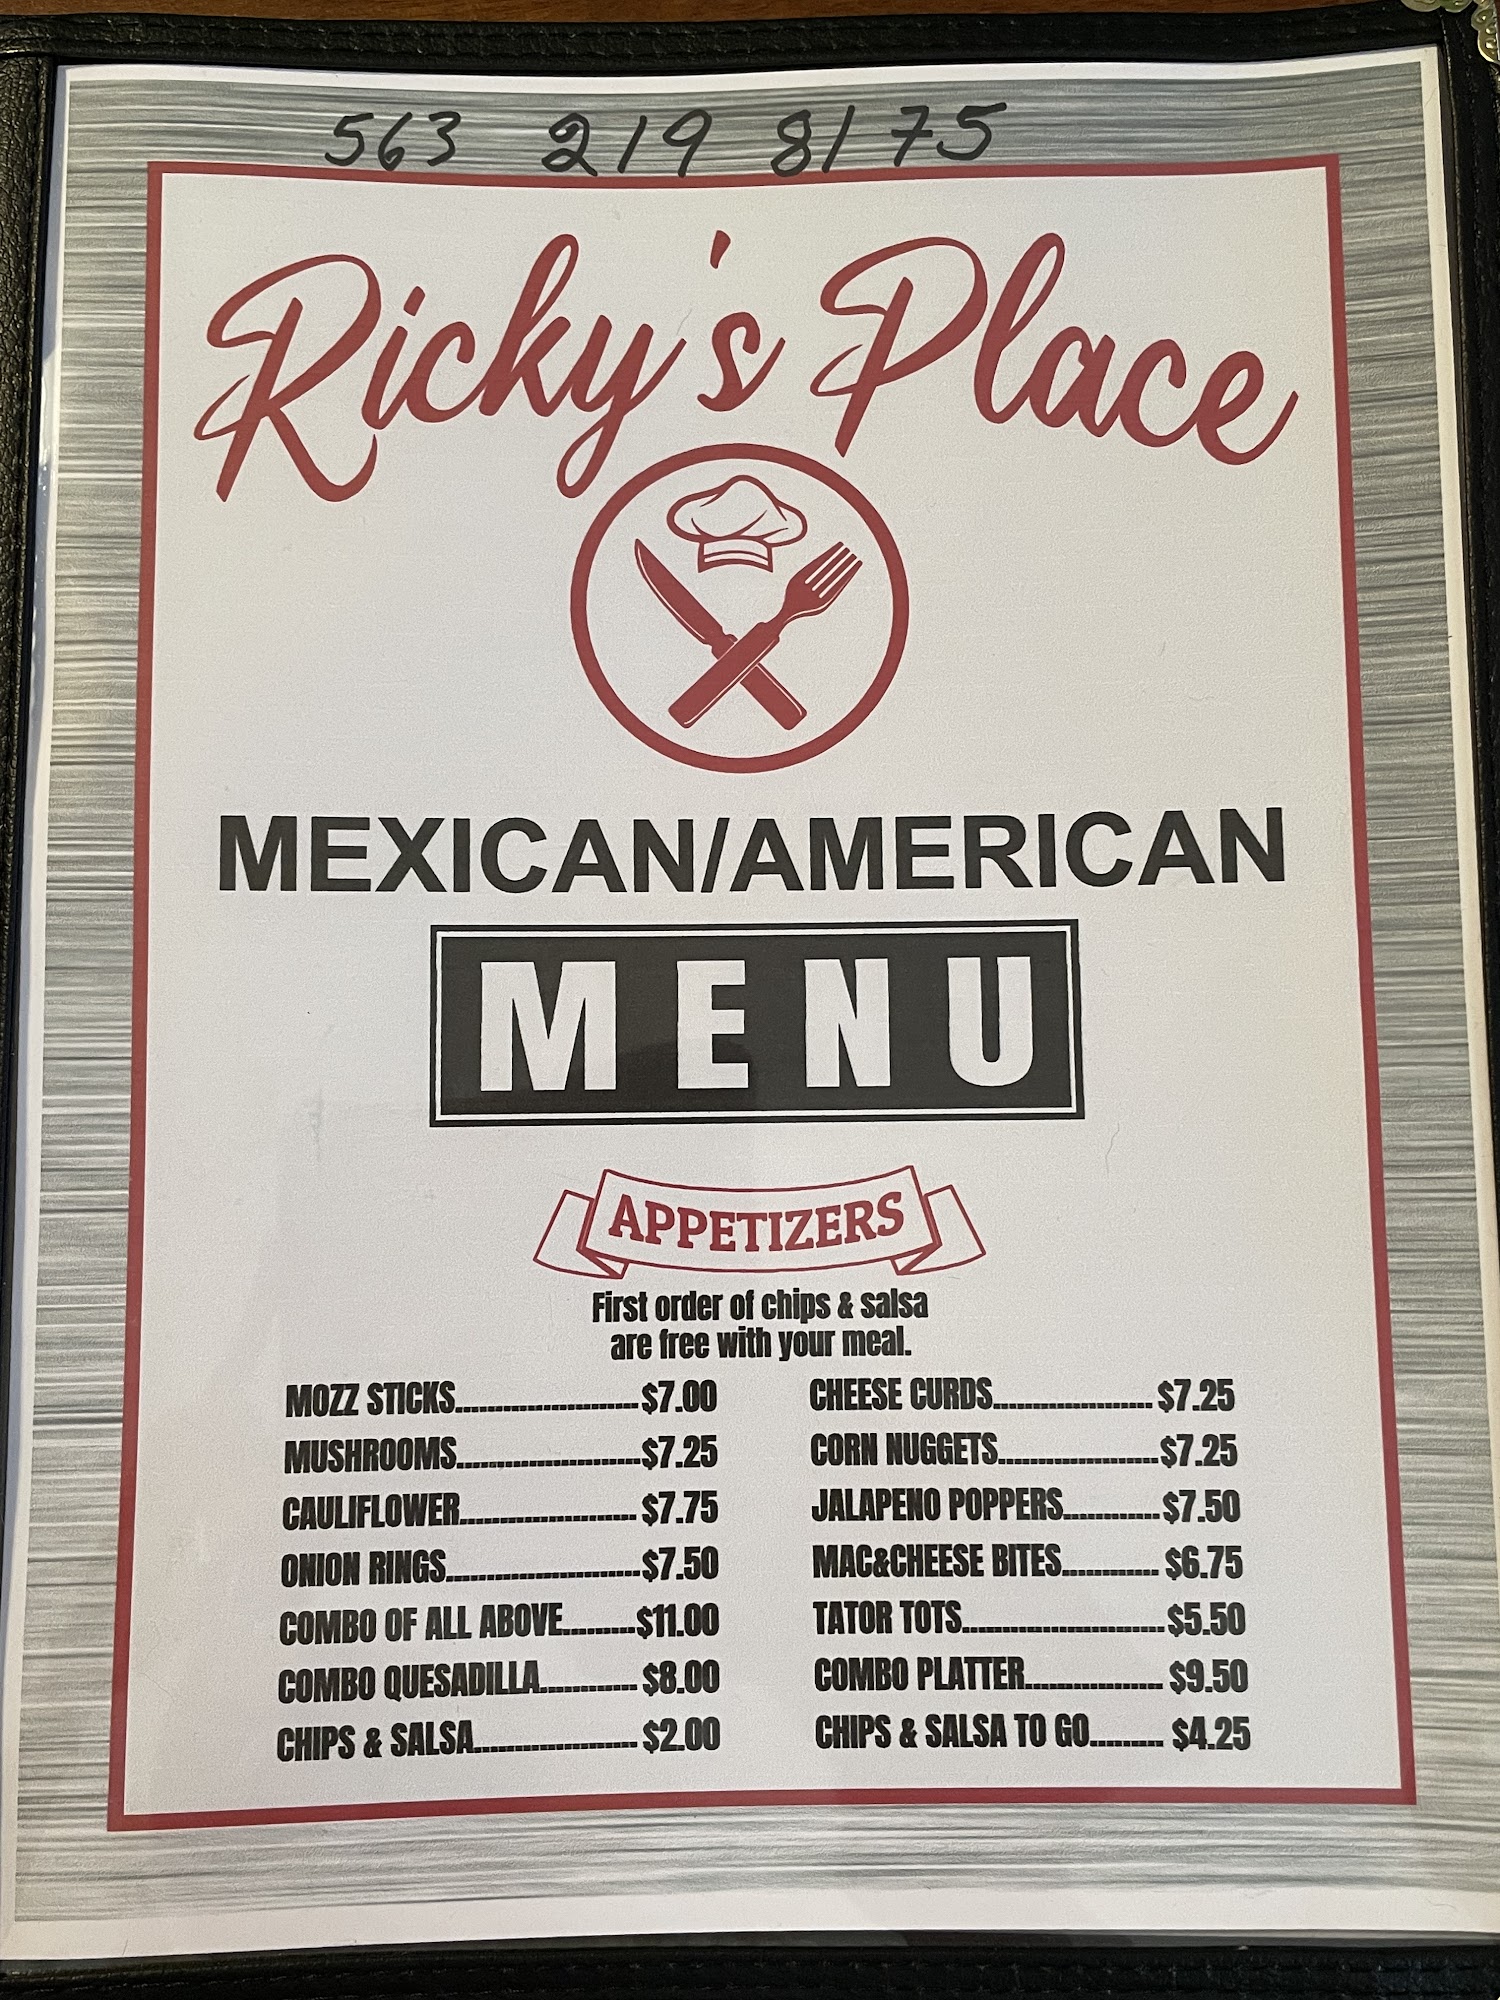 563 219 8175
Ricky's Place
MEXICAN/AMERICAN
MENU
APPETIZERS
First order of chips & salsa
are free with your meal.
MOZZ STICKS..........................$7.00
MUSHROOMS..........................$7.25
CAULIFLOWER......................... $7.75
ONION RINGS...........................$7.50
COMBO OF ALL ABOVE..........$11.00
COMBO QUESADILLA.............. $8.00
CHIPS & SALSA....................... $2.00
CHEESE CURDS....................... $7.25
CORN NUGGETS.......................$7.25
JALAPENO POPPERS.............$7.50
MAC&CHEESE BITES............. $6.75
TATOR TOTS.............................$5.50
COMBO PLATTER................... $9.50
CHIPS & SALSA TO GO.......... $4.25